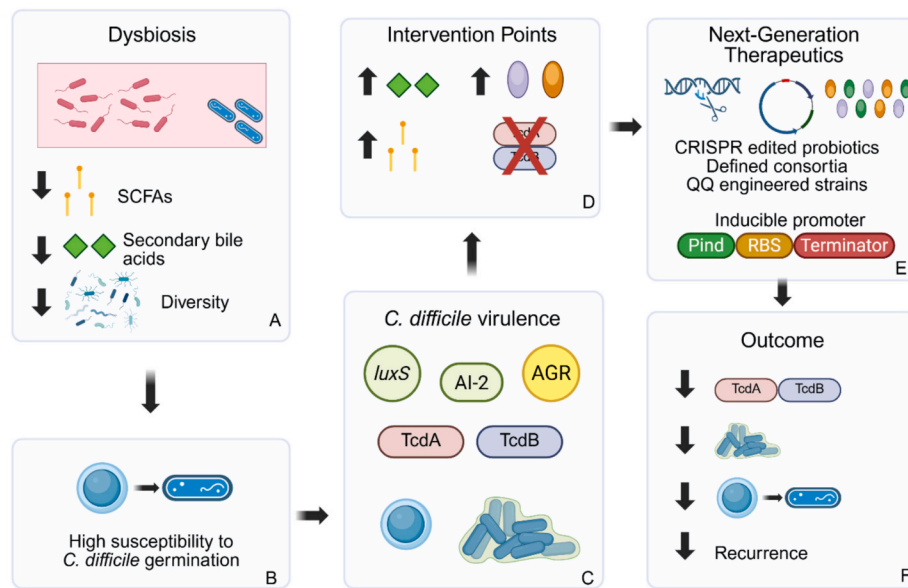 Dysbiosis
SCFAs
Secondary bile
acids
Diversity
A
High susceptibility to
C. difficile germination
B
C. difficile virulence
luxS
AI-2
AGR
TcdA
TcdB
C
Intervention Points
TcdA
TcdB
D
Next-Generation
Therapeutics
CRISPR edited probiotics
Defined consortia
QQ engineered strains
Inducible promoter
Pind
RBS
Terminator
E
Outcome
TcdA
TcdB
Recurrence
F